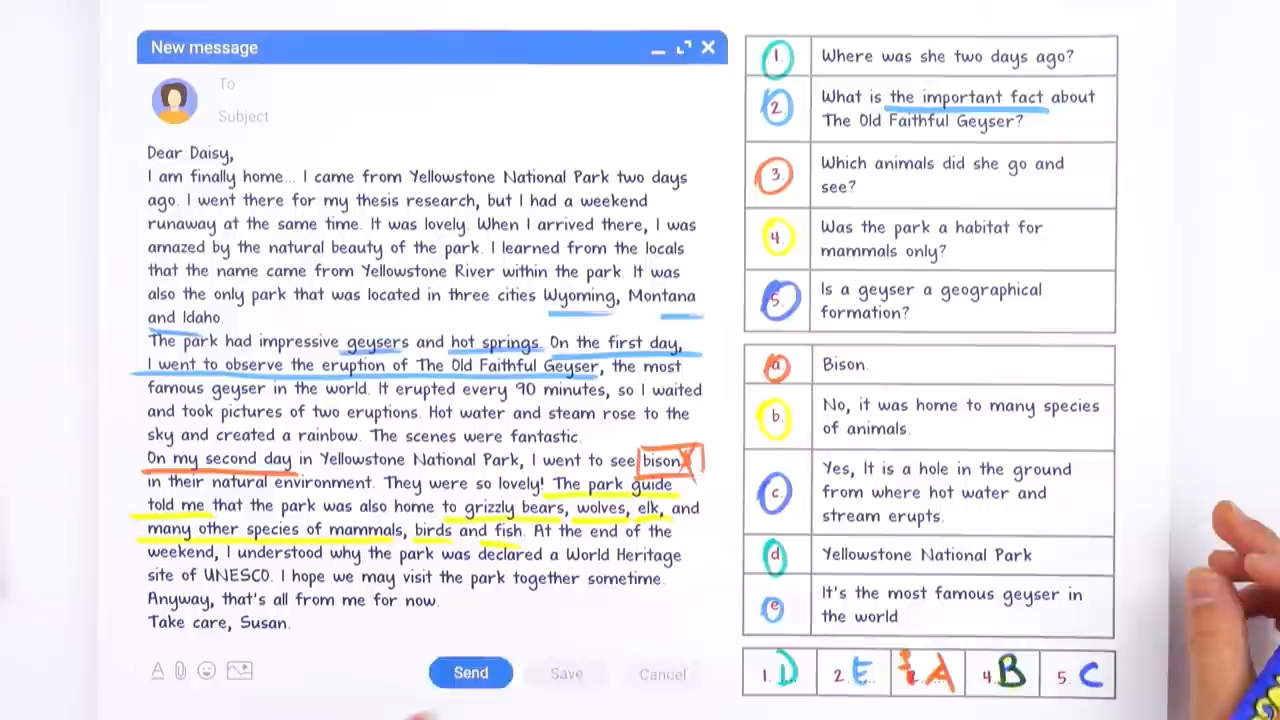 New message
To
Subject
Dear Daisy,
I am finally home... I came from Yellowstone National Park two days
ago. I went there for my thesis research, but I had a weekend
runaway at the same time. It was lovely. When I arrived there, I was
amazed by the natural beauty of the park. I learned from the locals
that the name came from Yellowstone River within the park. It was
also the only park that was located in three cities Wyoming, Montana
and Idaho.
The park had impressive geysers and hot springs. On the first day,
I went to observe the eruption of The Old Faithful Geyser, the most
famous geyser in the world. It erupted every 90 minutes, so I waited
and took pictures of two eruptions. Hot water and steam rose to the
sky and created a rainbow. The scenes were fantastic.
On my second day in Yellowstone National Park, I went to see bison
in their natural environment. They were so lovely! The park guide
told me that the park was also home to grizzly bears, wolves, elk, and
many other species of mammals, birds and fish. At the end of the
weekend, I understood why the park was declared a World Heritage
site of UNESCO. I hope we may visit the park together sometime.
Anyway, that's all from me for now.
Take care, Susan.
Send
Save
Cancel
1. Where was she two days ago?
2. What is the important fact about
The Old Faithful Geyser?
3. Which animals did she go and
see?
4. Was the park a habitat for
mammals only?
5. Is a geyser a geographical
formation?
a. Bison.
b. No, it was home to many species
of animals.
c. Yes, It is a hole in the ground
from where hot water and
stream erupts.
d Yellowstone National Park
e It's the most famous geyser in
the world
1. D 2. E A 4. B 5. C